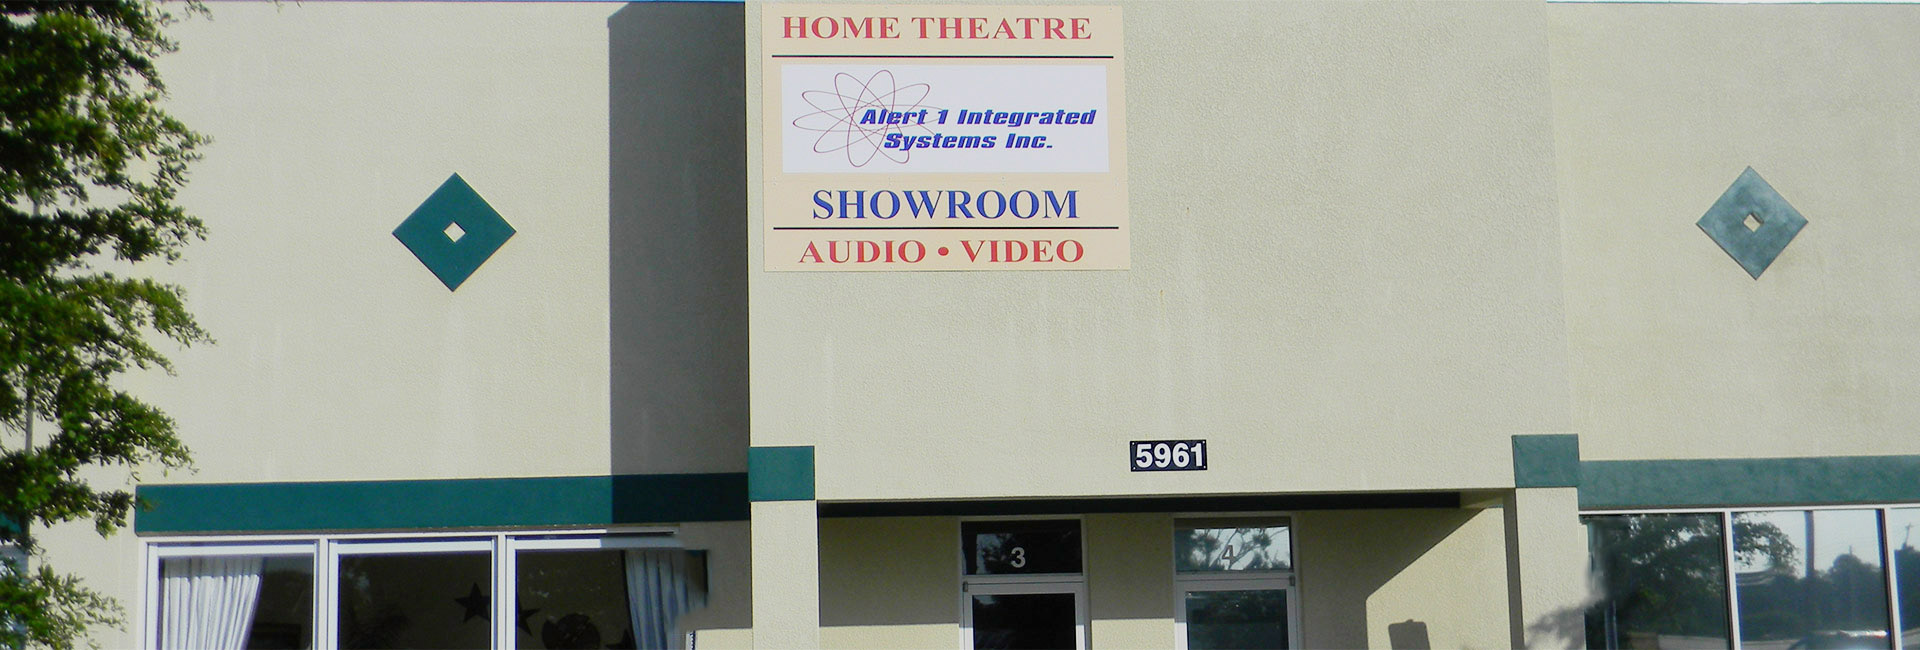 HOME THEATRE
Alert 1 Integrated
Systems Inc.
SHOWROOM
AUDIO • VIDEO
5961
3
4